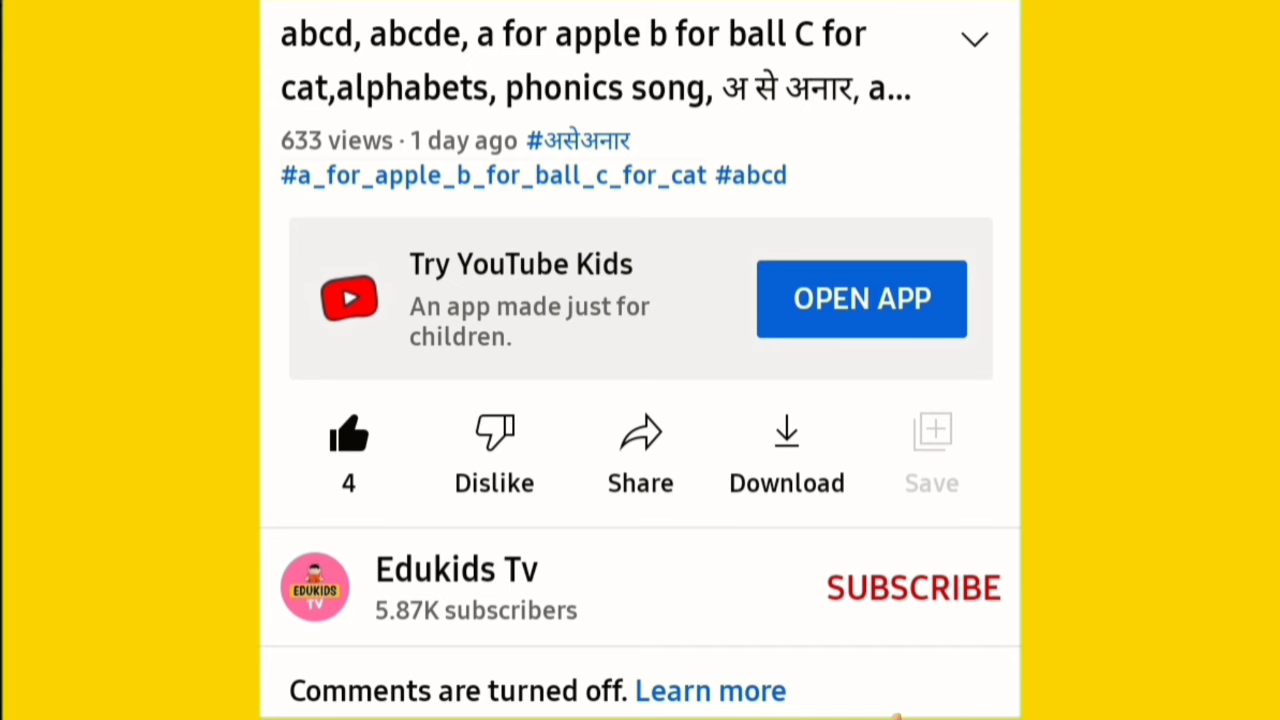 abcd, abcde, a for apple b for ball C for
cat,alphabets, phonics song, अ से अनार, a...
633 views · 1 day ago #असेअनार
#a_for_apple_b_for_ball_c_for_cat #abcd
Try YouTube Kids
An app made just for
children.
OPEN APP
4
Dislike
Share
Download
Save
EDUKIDS
TV
Edukids Tv
5.87K subscribers
SUBSCRIBE
Comments are turned off. Learn more